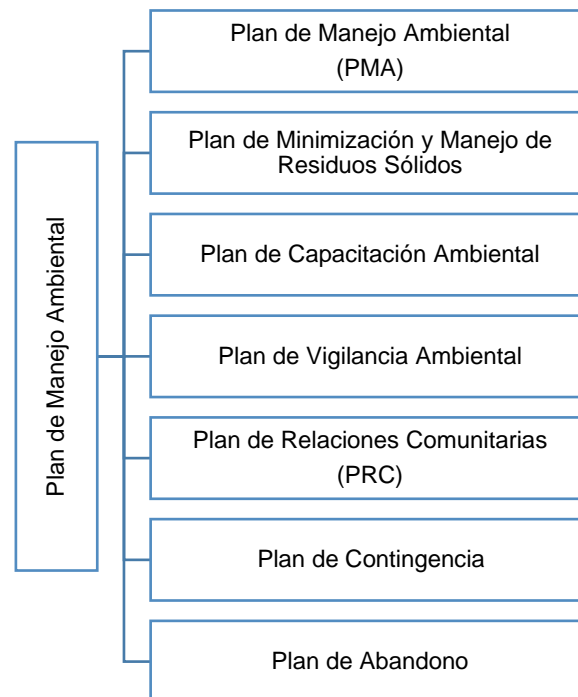 Plan de Manejo Ambiental
Plan de Manejo Ambiental
(PMA)
Plan de Minimización y Manejo de
Residuos Sólidos
Plan de Capacitación Ambiental
Plan de Vigilancia Ambiental
Plan de Relaciones Comunitarias
(PRC)
Plan de Contingencia
Plan de Abandono